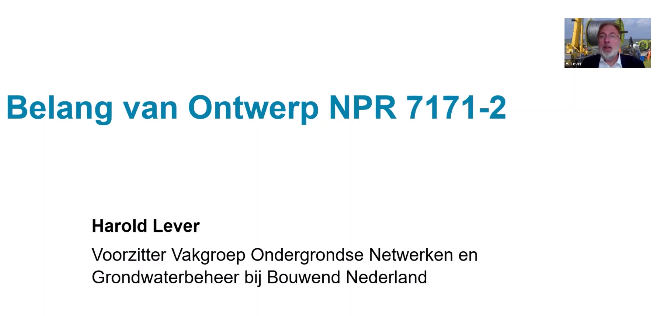 Belang van Ontwerp NPR 7171-2
Harold Lever
Voorzitter Vakgroep Ondergrondse Netwerken en
Grondwaterbeheer bij Bouwend Nederland